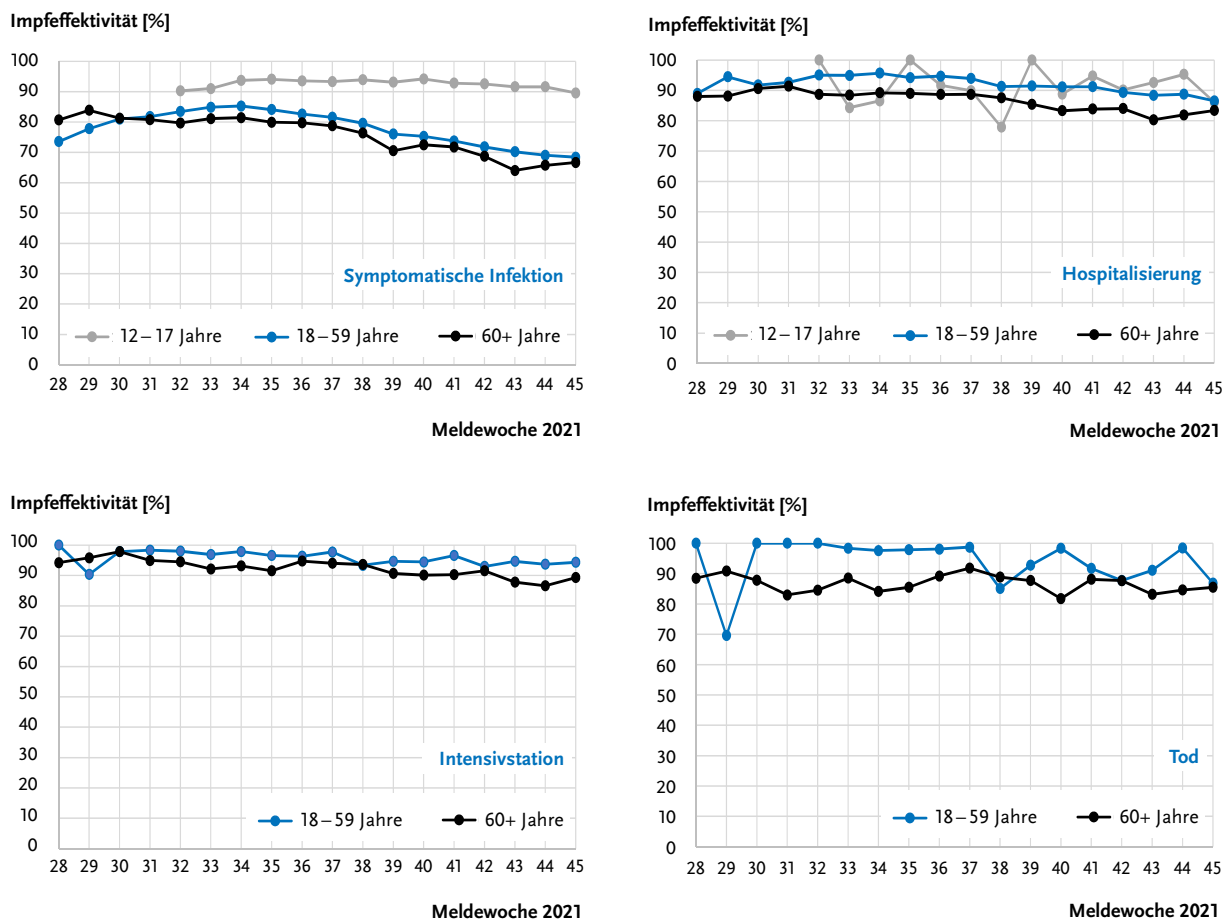 Impfeffektivität [%]
100
90
80
70
60
50
40
30
20
10
0
Symptomatische Infektion
12–17 Jahre 18–59 Jahre 60+ Jahre
28 29 30 31 32 33 34 35 36 37 38 39 40 41 42 43 44 45
Meldewoche 2021
Impfeffektivität [%]
100
90
80
70
60
50
40
30
20
10
0
Hospitalisierung
12–17 Jahre 18–59 Jahre 60+ Jahre
28 29 30 31 32 33 34 35 36 37 38 39 40 41 42 43 44 45
Meldewoche 2021
Impfeffektivität [%]
100
90
80
70
60
50
40
30
20
10
0
Intensivstation
18–59 Jahre 60+ Jahre
28 29 30 31 32 33 34 35 36 37 38 39 40 41 42 43 44 45
Meldewoche 2021
Impfeffektivität [%]
100
90
80
70
60
50
40
30
20
10
0
Tod
18–59 Jahre 60+ Jahre
28 29 30 31 32 33 34 35 36 37 38 39 40 41 42 43 44 45
Meldewoche 2021